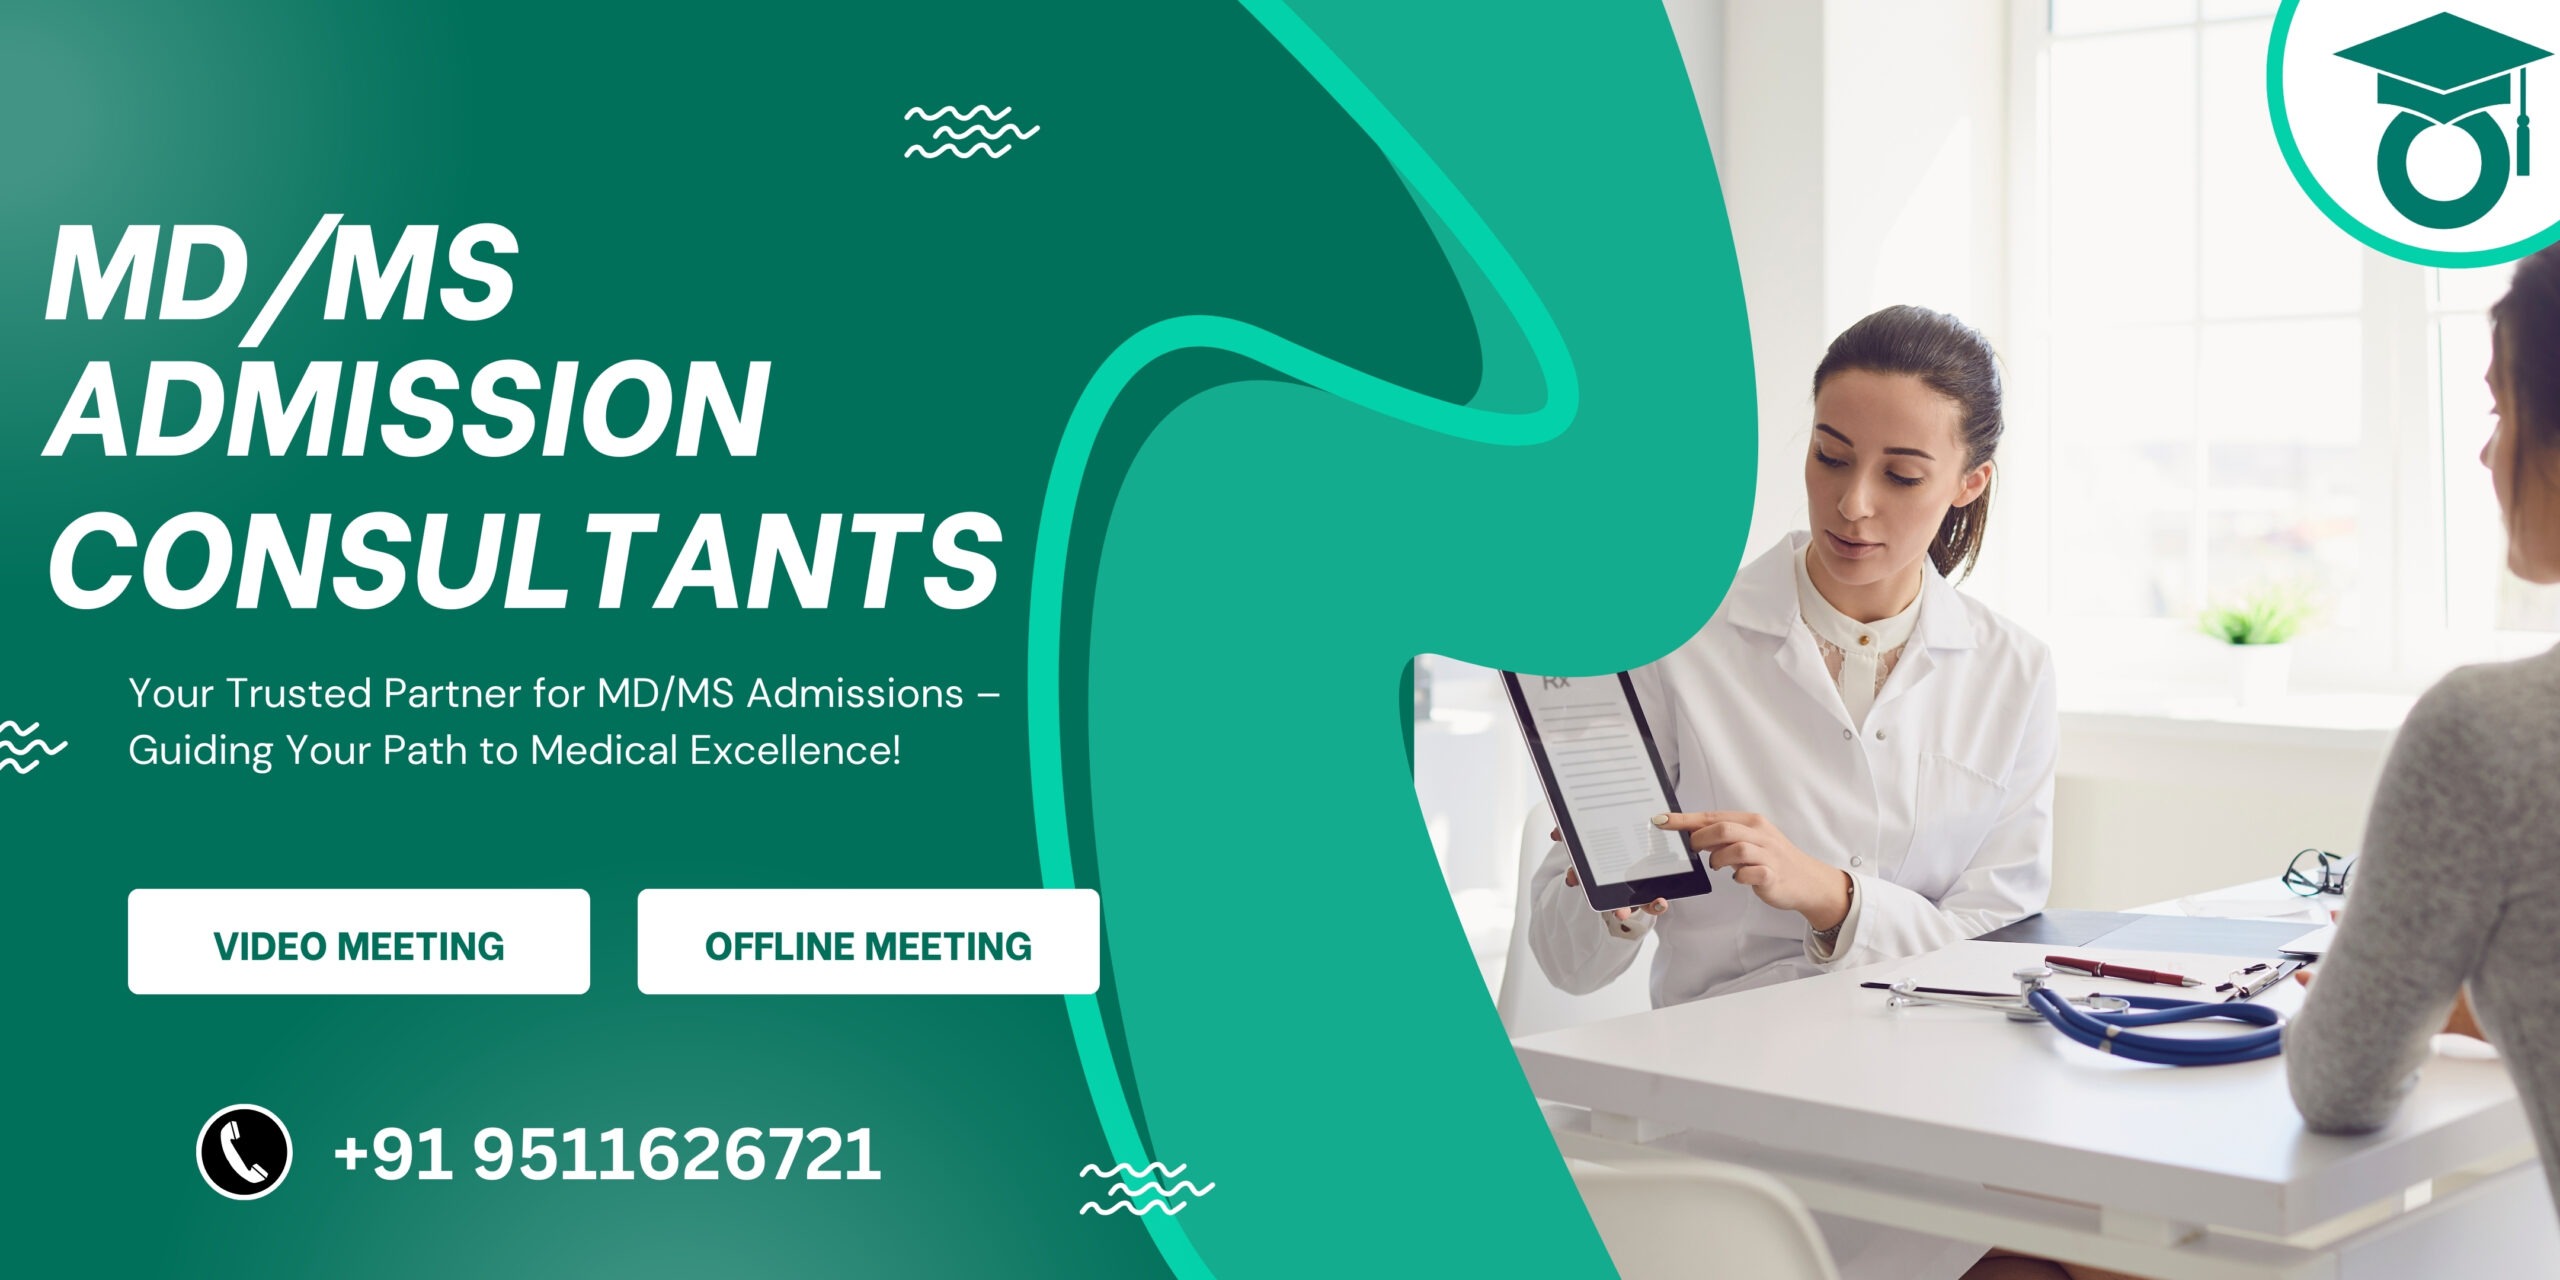 MD/MS
ADMISSION
CONSULTANTS
Your Trusted Partner for MD/MS Admissions –
Guiding Your Path to Medical Excellence!
VIDEO MEETING
OFFLINE MEETING
+91 9511626721
Rx